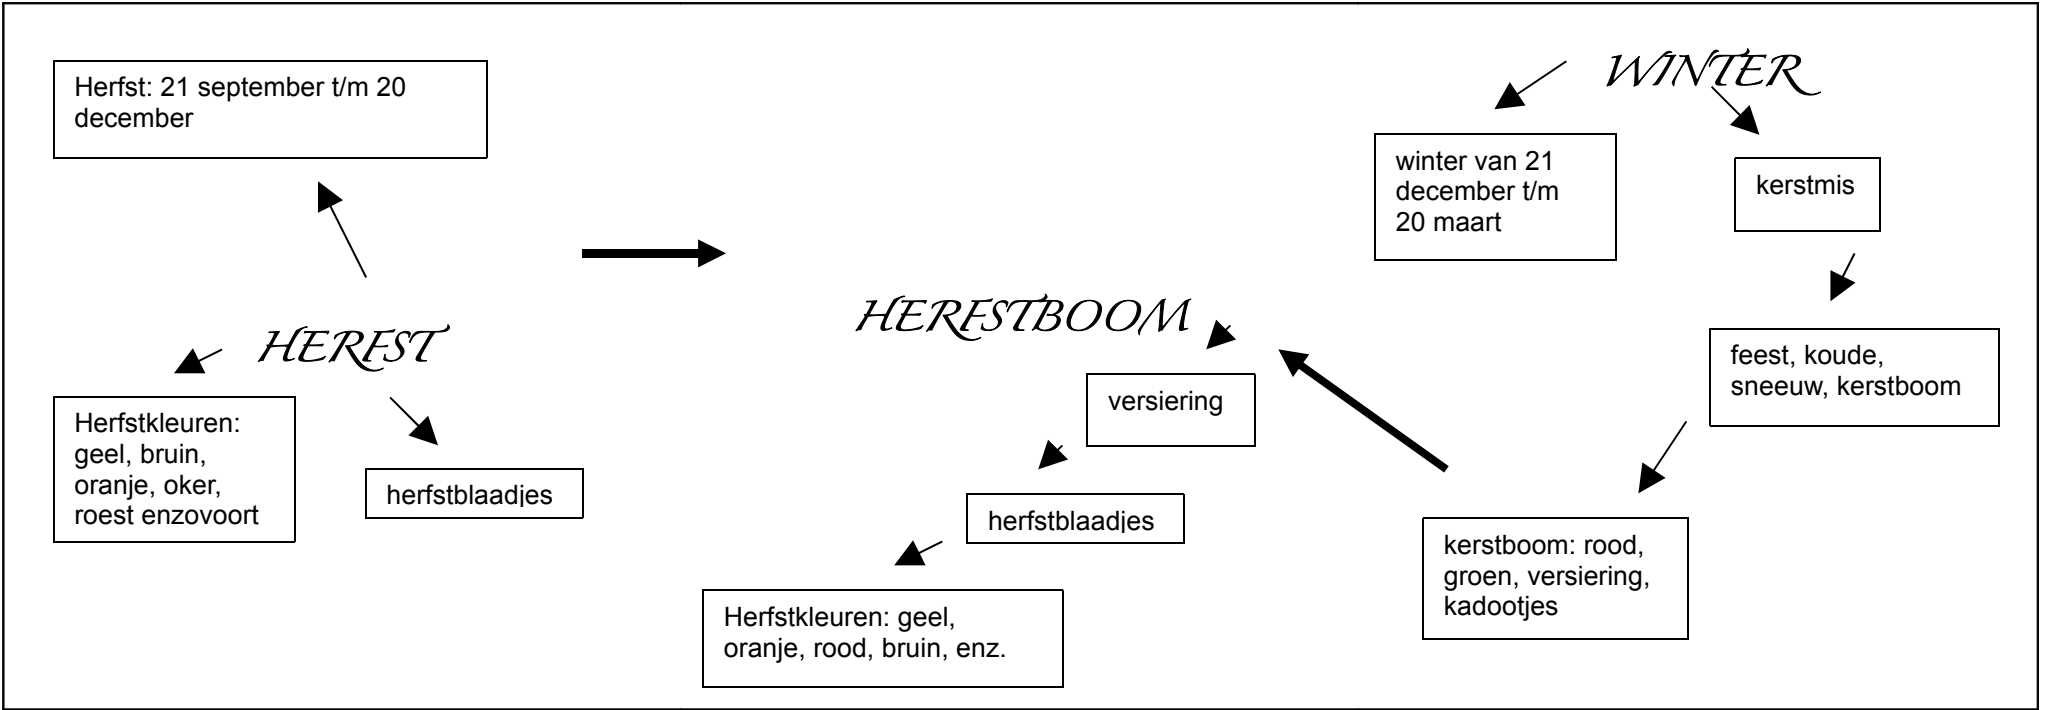 Herfst: 21 september t/m 20
december
HERFST
Herfstkleuren:
geel, bruin,
oranje, oker,
roest enzovoort
herfstblaadjes
HERFSTBOOM
versiering
herfstblaadjes
Herfstkleuren: geel,
oranje, rood, bruin, enz.
WINTER
winter van 21
december t/m
20 maart
kerstmis
feest, koude,
sneeuw, kerstboom
kerstboom: rood,
groen, versiering,
kadootjes